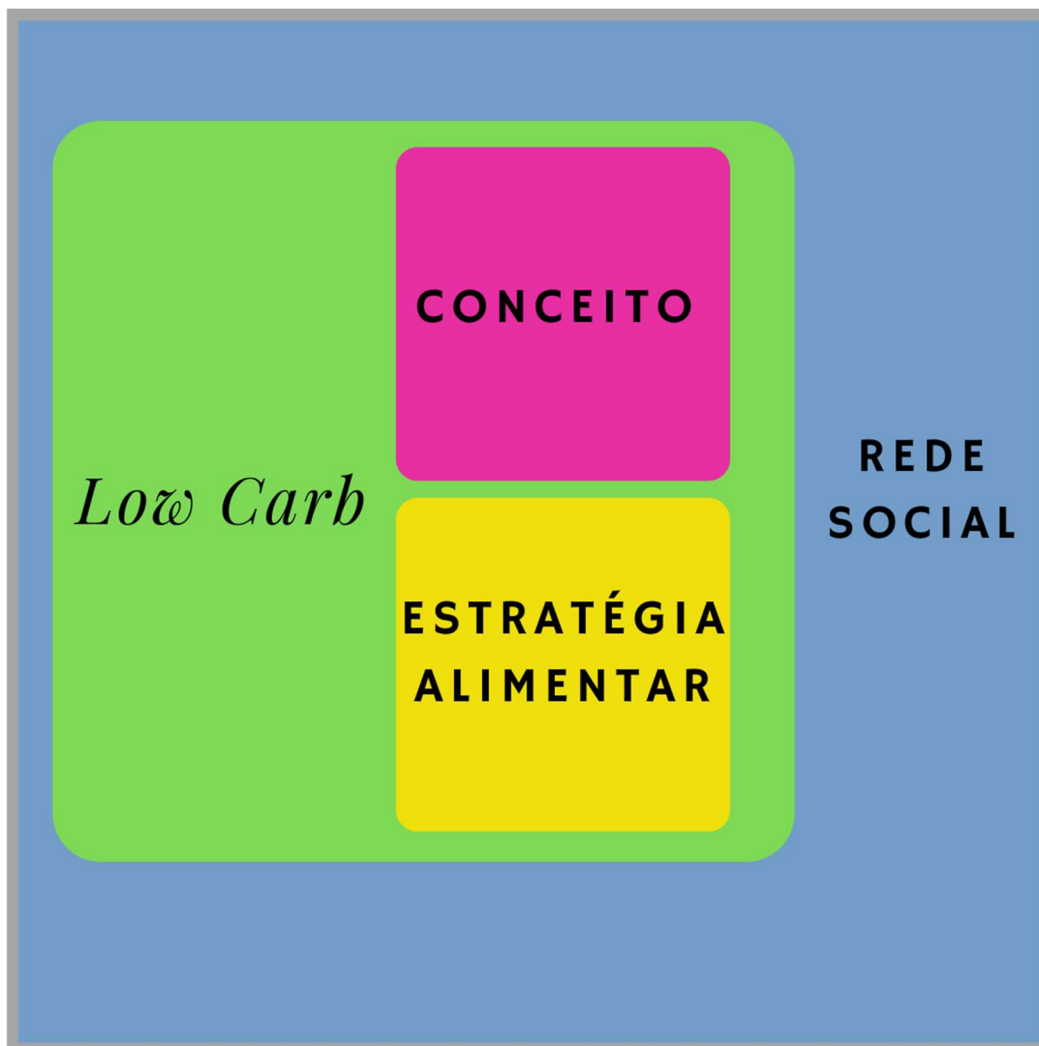 CONCEITO
Low Carb
ESTRATÉGIA
ALIMENTAR
REDE
SOCIAL